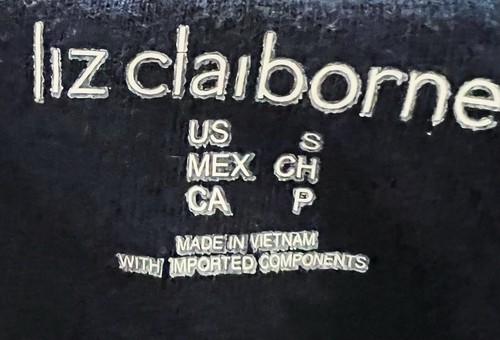 liz claiborne
US S
MEX CH
CA P
MADE IN VIETNAM
WITH IMPORTED COMPONENTS